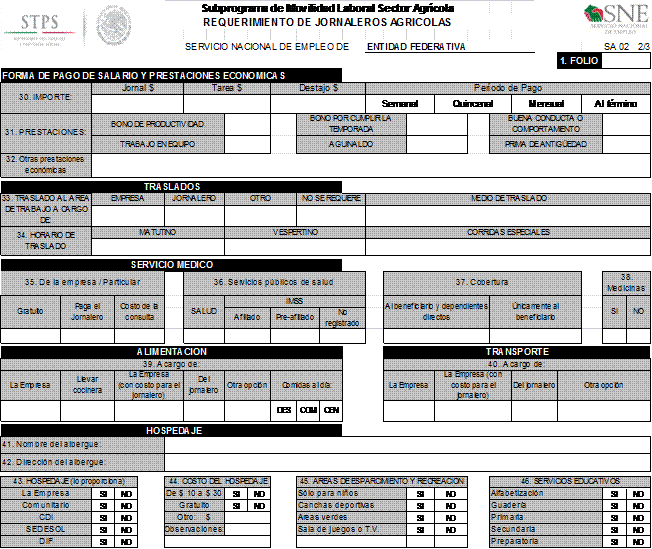 STPS
SNE
SERVICIO NACIONAL
DE EMPLEO
Subprograma de Movilidad Laboral Sector Agrícola
REQUERIMIENTO DE JORNALEROS AGRICOLAS
SERVICIO NACIONAL DE EMPLEO DE ENTIDAD FEDERATIVA SA 02 2/3
1. FOLIO
FORMA DE PAGO DE SALARIO Y PRESTACIONES ECONOMICAS
30. IMPORTE: Jornal $ Tarea $ Destajo $ Periodo de Pago
Semanal Quincenal Mensual Al término
31. PRESTACIONES: BONO DE PRODUCTIVIDAD BONO POR CUMPLIR LA TEMPORADA BUENA CONDUCTA O COMPORTAMIENTO
TRABAJO EN EQUIPO AGUINALDO PRIMA DE ANTIGÜEDAD
32. Otras prestaciones económicas
TRASLADOS
33. TRASLADO AL AREA DE TRABAJO A CARGO DE EMPRESA JORNALERO OTRO NO SE REQUIERE MEDIO DE TRASLADO
34. HORARIO DE TRASLADO MATUTINO VESPERTINO CORRIDAS ESPECIALES
SERVICIO MEDICO
35. De la empresa / Particular 36. Servicios públicos de salud 37. Cobertura 38. Medicinas
Gratuito Paga el Jornalero Costo de la consulta SALUD IMSS Al beneficiario y dependientes directos Únicamente al beneficiario SI NO
Afiliado Pre-afiliado No registrado
ALIMENTACION TRANSPORTE
39. A cargo de: 40. A cargo de:
La Empresa Llevar cocinera La Empresa (con costo para el jornalero) Del jornalero Otra opción Comidas al día: La Empresa La Empresa (con costo para el jornalero) Del jornalero Otra opción
DES COM CEN
HOSPEDAJE
41. Nombre del albergue:
42. Dirección del albergue:
43. HOSPEDAJE (lo proporciona) 44. COSTO DEL HOSPEDAJE 45. AREAS DE ESPARCIMIENTO Y RECREACION 46. SERVICIOS EDUCATIVOS
La Empresa SI NO De $ 10 a $ 30 SI NO Sólo para niños SI NO Alfabetización SI NO
Comunitario SI NO Gratuito SI NO Canchas deportivas SI NO Guadería SI NO
CDI SI NO Otro: $ Areas verdes SI NO Primaria SI NO
SEDESOL SI NO Observaciones: Sala de juegos o T.V. SI NO Secundaria SI NO
DIF SI NO Preparatoria SI NO